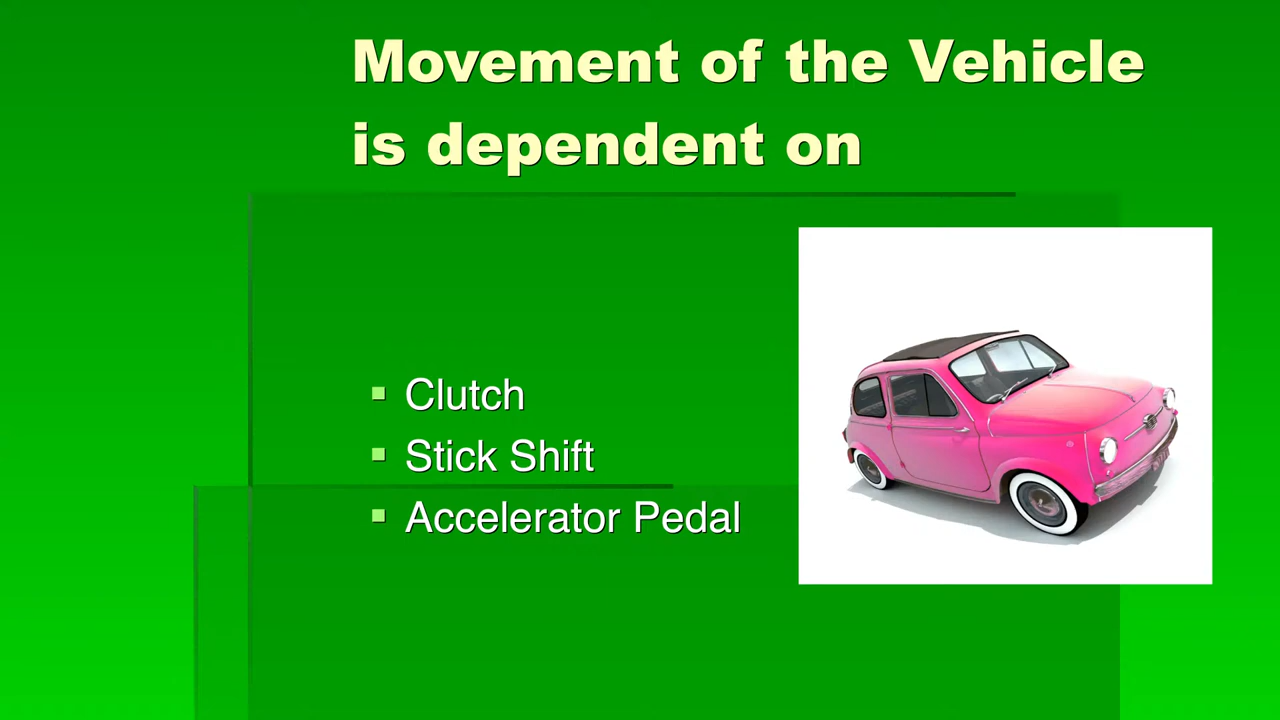 Movement of the Vehicle
is dependent on
Clutch
Stick Shift
Accelerator Pedal